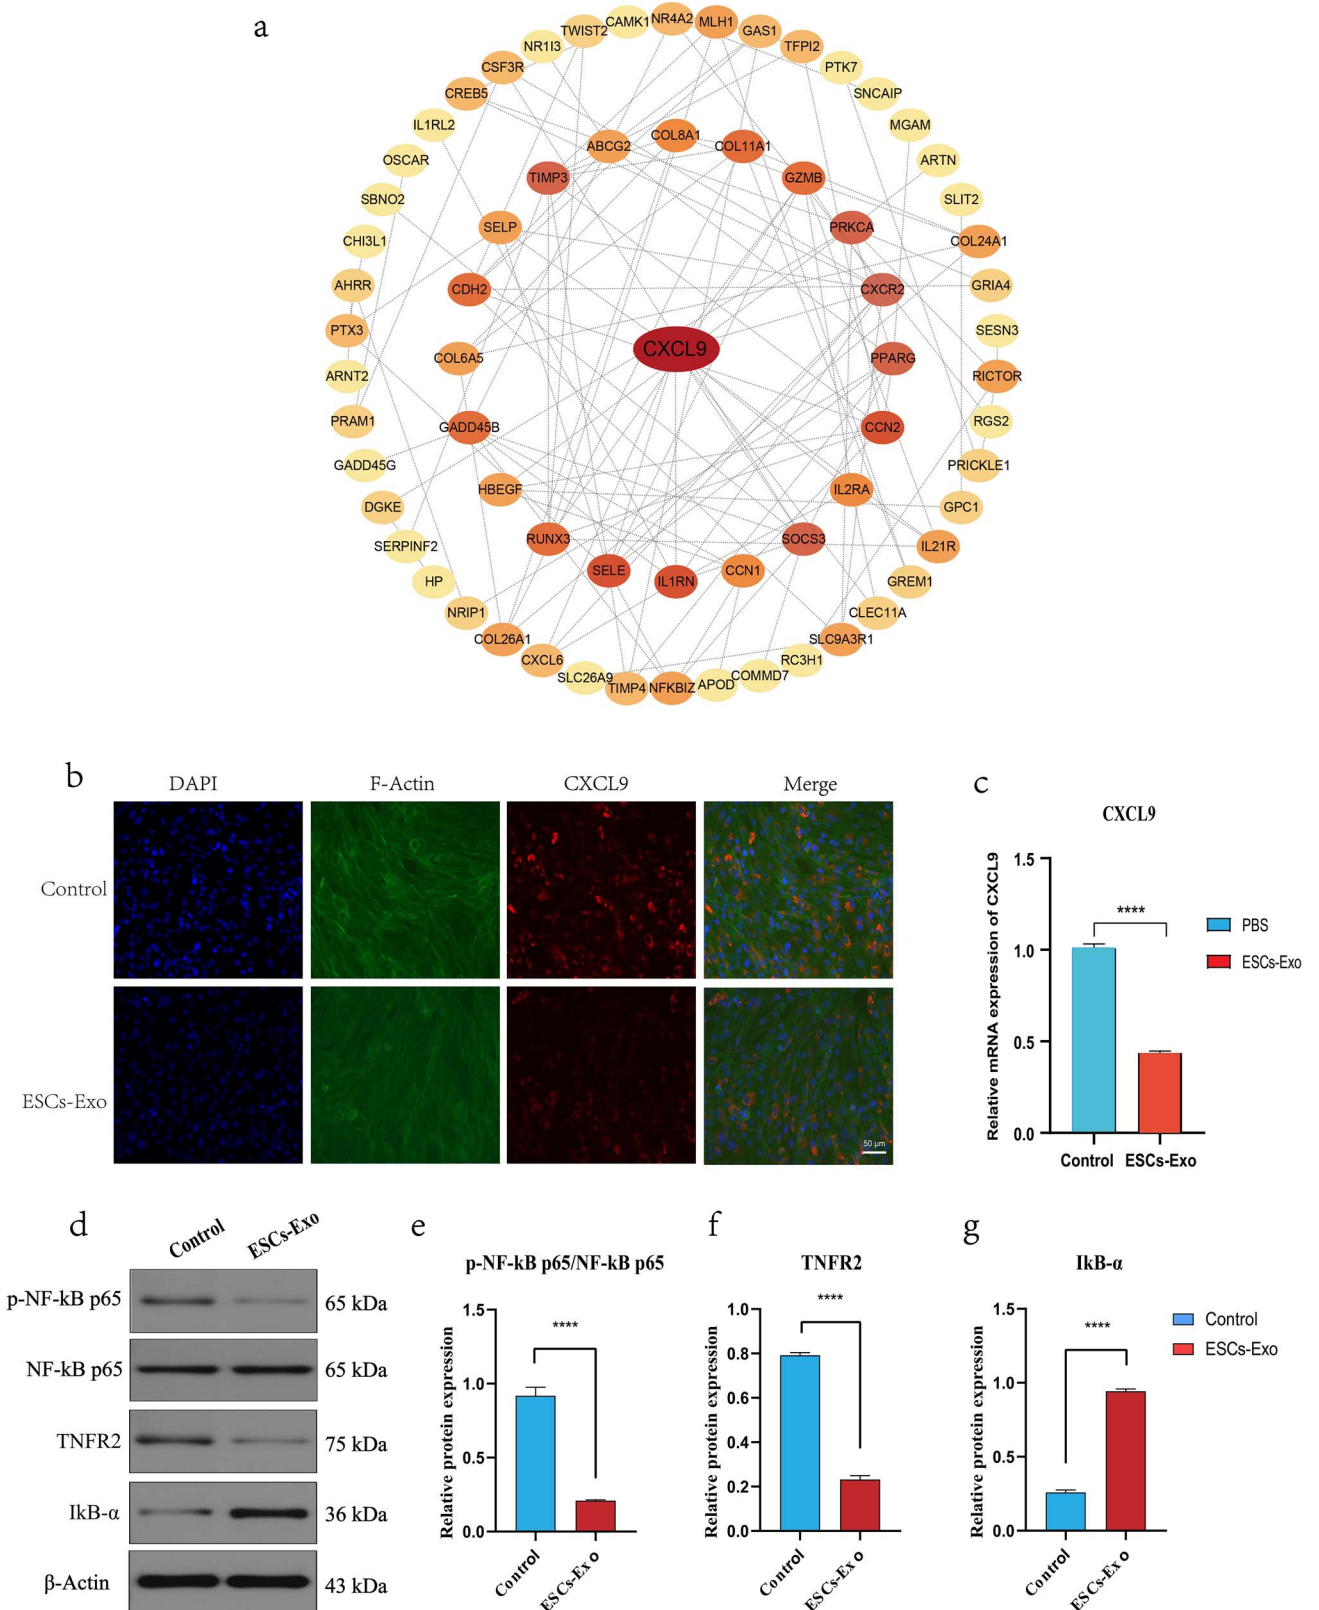 a
CAMK1
NR4A2
MLH1
GAS1
TWIST2
TFPI2
NR1I3
PTK7
CSF3R
SNCAIP
CREB5
MGAM
IL1RL2
ARTN
OSCAR
SLIT2
SBNO2
COL24A1
CHI3L1
GRIA4
AHRR
SESN3
PTX3
RICTOR
ARNT2
RGS2
PRAM1
PRICKLE1
GADD45G
GPC1
DGKE
IL21R
SERPINF2
GREM1
HP
CLEC11A
NRIP1
SLC9A3R1
COL26A1
RC3H1
CXCL6
COMMD7
SLC26A9
APOD
TIMP4
NFKBIZ
COL8A1
COL11A1
ABCG2
GZMB
TIMP3
PRKCA
SELP
CXCR2
CDH2
CXCL9
PPARG
COL6A5
CCN2
GADD45B
IL2RA
HBEGF
SOCS3
RUNX3
CCN1
SELE
IL1RN
b
DAPI
F-Actin
CXCL9
Merge
Control
ESCs-Exo
50 μm
c
CXCL9
Relative mRNA expression of CXCL9
1.5
1.0
0.5
0.0
****
Control
ESCs-Exo
PBS
ESCs-Exo
d
Control
ESCs-Exo
p-NF-kB p65
65 kDa
NF-kB p65
65 kDa
TNFR2
75 kDa
IkB-α
36 kDa
β-Actin
43 kDa
e
p-NF-kB p65/NF-kB p65
Relative protein expression
1.5
1.0
0.5
0.0
****
Control
ESCs-Exo
f
TNFR2
Relative protein expression
1.0
0.8
0.6
0.4
0.2
0.0
****
Control
ESCs-Exo
g
IkB-α
Relative protein expression
1.5
1.0
0.5
0.0
****
Control
ESCs-Exo
Control
ESCs-Exo